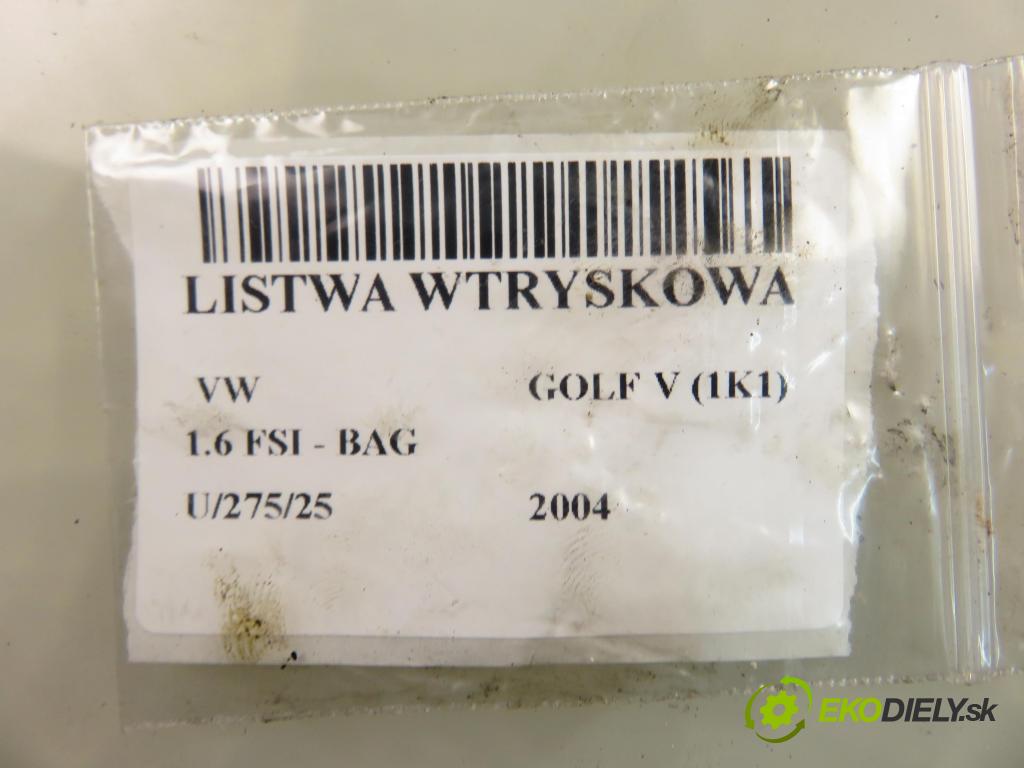 LISTWA WTRYSKOWA
VW GOLF V (1K1)
1.6 FSI - BAG
U/275/25 2004
EKODIELY.sk